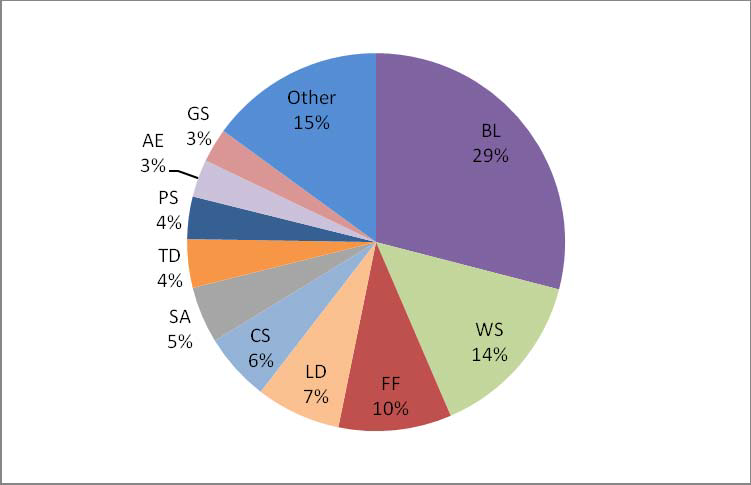 Other
15%
BL
29%
GS
3%
AE
3%
PS
4%
TD
4%
SA
5%
CS
6%
LD
7%
FF
10%
WS
14%